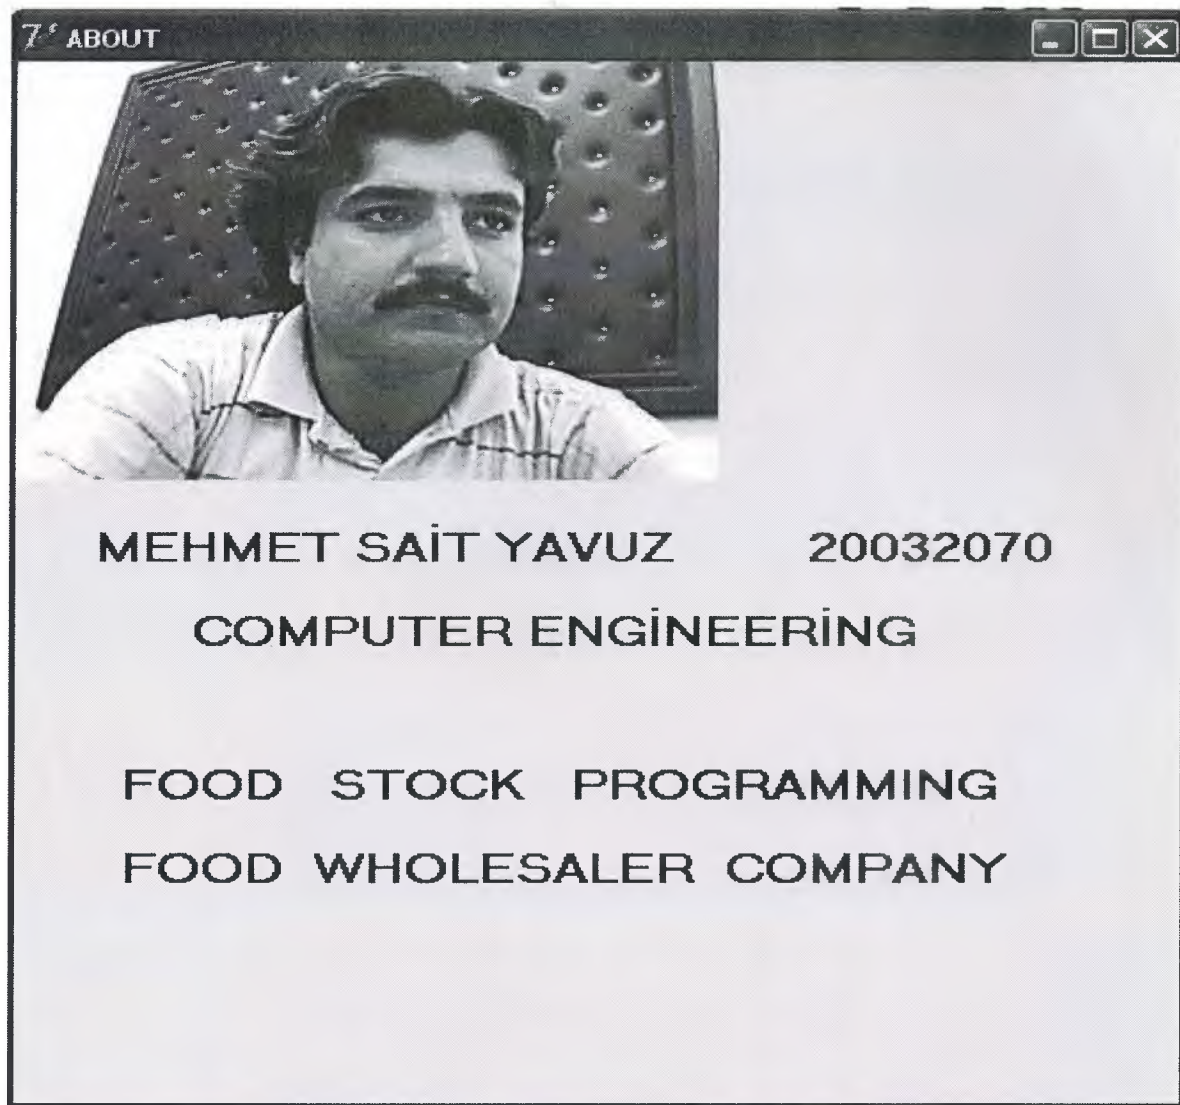 ABOUT
MEHMET SAİT YAVUZ 20032070
COMPUTER ENGİNEERİNG
FOOD STOCK PROGRAMMING
FOOD WHOLESALER COMPANY